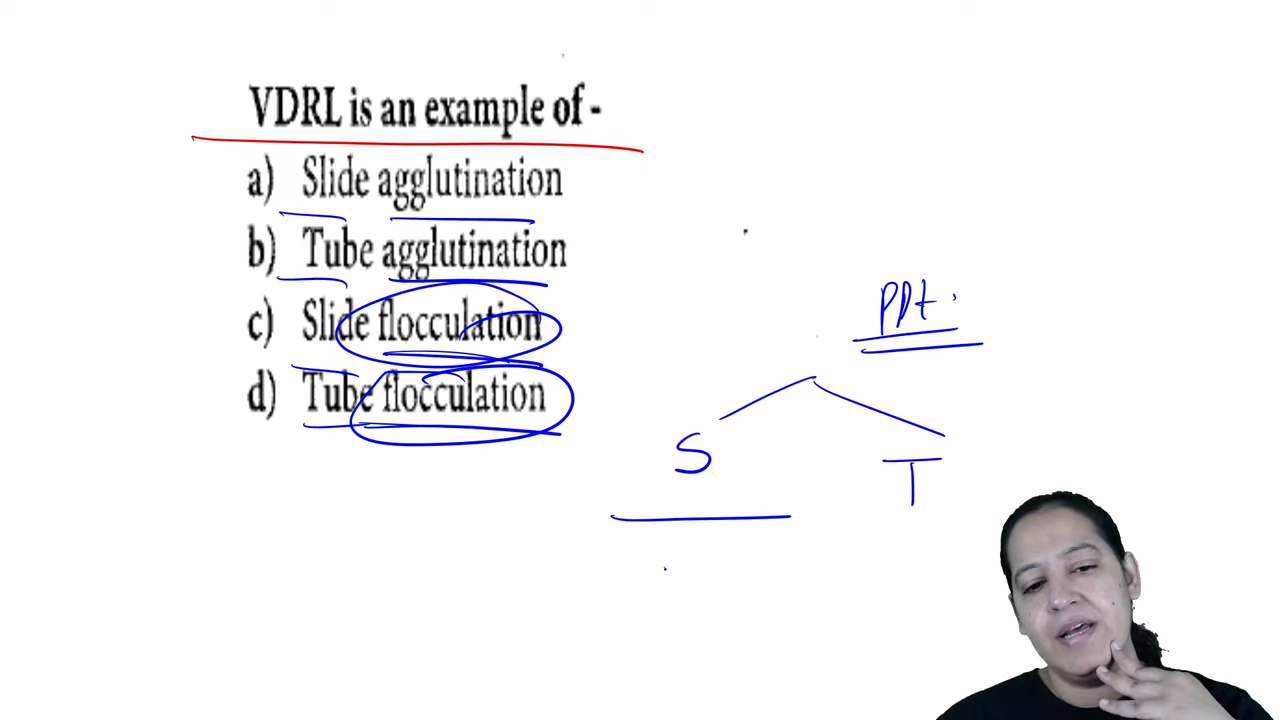 VDRL is an example of -
a) Slide agglutination
b) Tube agglutination
c) Slide flocculation
d) Tube flocculation
ppt.
S T